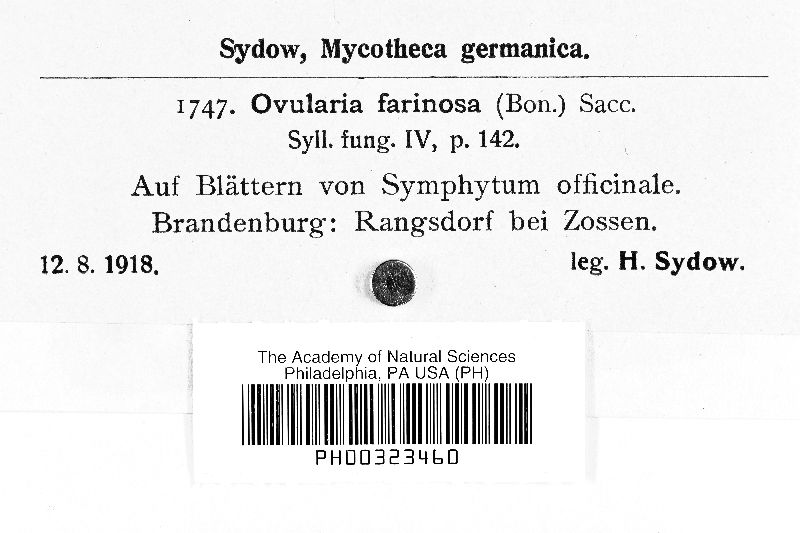 Sydow, Mycotheca germanica.
1747. Ovularia farinosa (Bon.) Sacc.
Syll. fung. IV, p. 142.
Auf Blättern von Symphytum officinale.
Brandenburg: Rangsdorf bei Zossen.
12. 8. 1918. leg. H. Sydow.
The Academy of Natural Sciences
Philadelphia, PA USA (PH)
PH00323460